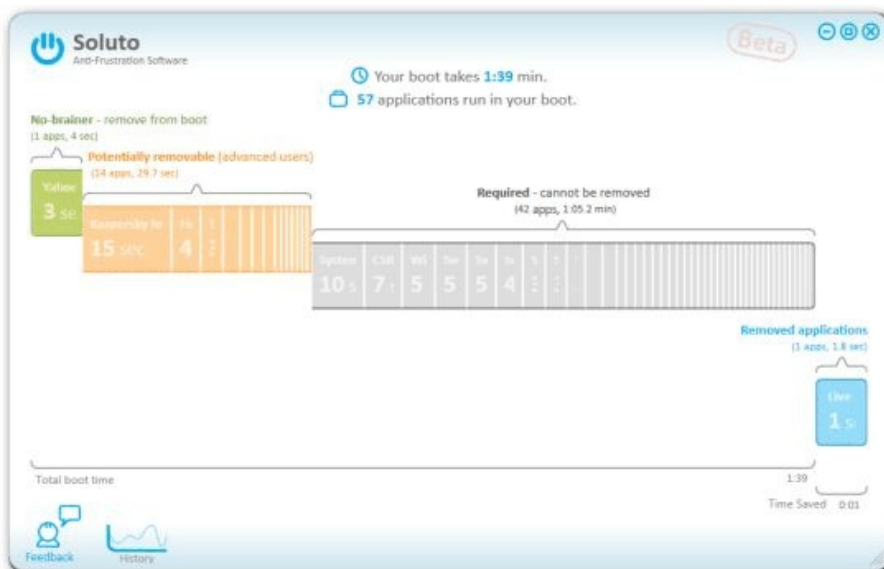 Soluto
Anti-Frustration Software
Beta
Your boot takes 1:39 min.
57 applications run in your boot.
No-brainer - remove from boot
(1 apps, 4 sec)
Potentially removable (advanced users)
(14 apps, 29.7 sec)
Required - cannot be removed
(42 apps, 1:05.2 min)
Yahoo
3 se
Kaspersky In
15 sec
4
2
System
10 s
CSR
7
Wi
5
5
5
4
Removed applications
(1 apps, 1.8 sec)
Live
1 s
Total boot time
1:39
Time Saved 0:01
Feedback
History